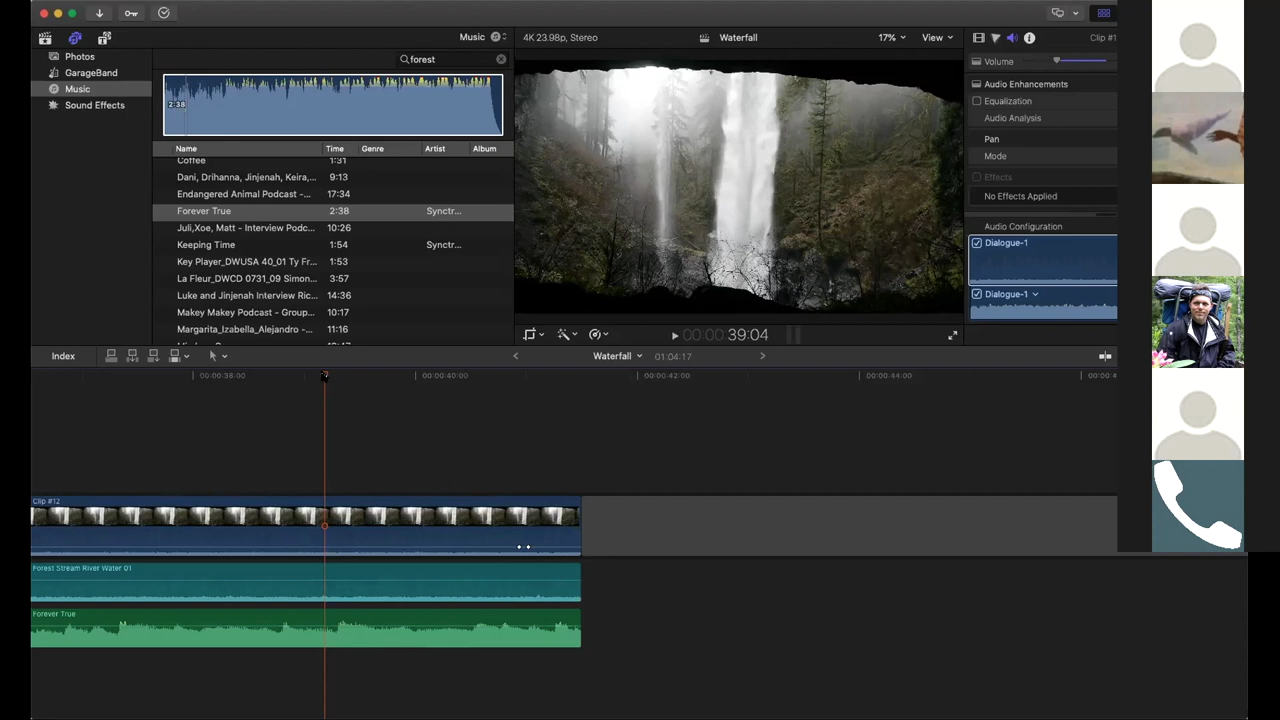 Music
4K 23.98p, Stereo
Waterfall
17%
View
Clip #1
Photos
GarageBand
Music
Sound Effects
forest
2:38
Name Time Genre Artist Album
Coffee 1:31
Dani, Drihanna, Jinjenah, Keira,... 9:13
Endangered Animal Podcast -... 17:34
Forever True 2:38 Synctr...
Juli,Xoe, Matt - Interview Podc... 10:26
Keeping Time 1:54 Synctr...
Key Player_DWUSA 40_01 Ty Fr... 1:53
La Fleur_DWCD 0731_09 Simon... 3:57
Luke and Jinjenah Interview Ric... 14:36
Makey Makey Podcast - Group... 10:17
Margarita_Izabella_Alejandro -... 11:16
Volume
Audio Enhancements
Equalization
Audio Analysis
Pan
Mode
Effects
No Effects Applied
Audio Configuration
Dialogue-1
Dialogue-1
00:00 39:04
Index
Waterfall 01:04:17
00:00:38:00 00:00:40:00 00:00:42:00 00:00:44:00 00:00:4
Clip #12
Forest Stream River Water 01
Forever True